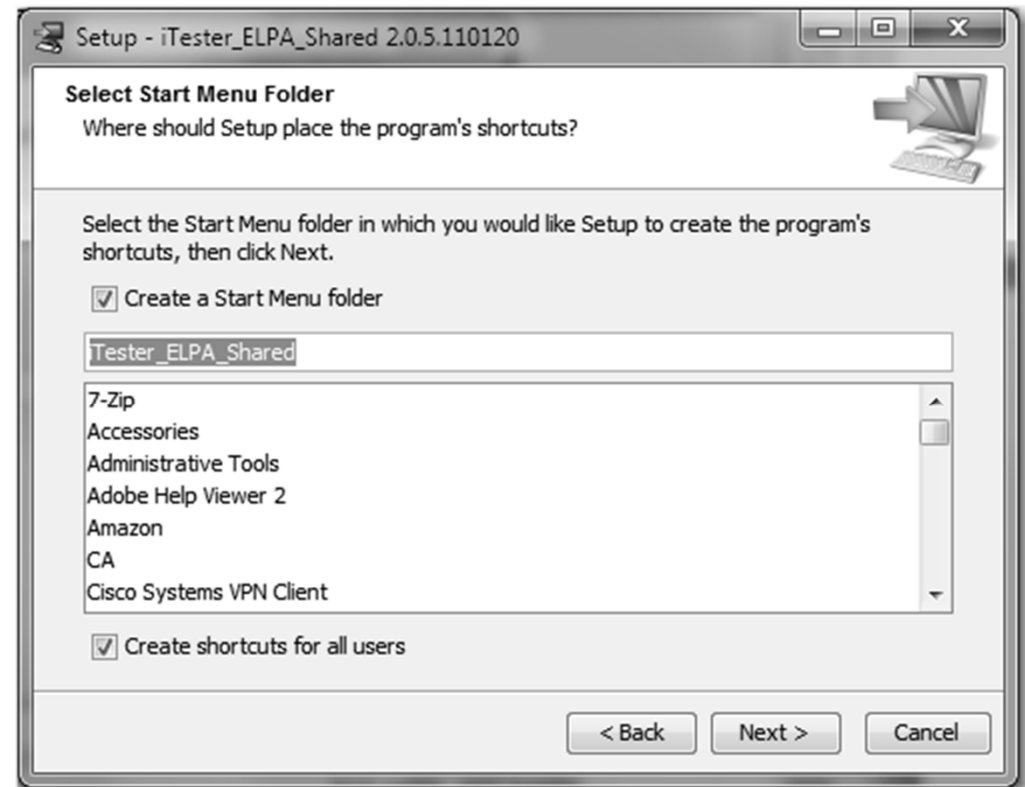 Setup - iTester_ELPA_Shared 2.0.5.110120
Select Start Menu Folder
Where should Setup place the program's shortcuts?
Select the Start Menu folder in which you would like Setup to create the program's
shortcuts, then click Next.
Create a Start Menu folder
iTester_ELPA_Shared
7-Zip
Accessories
Administrative Tools
Adobe Help Viewer 2
Amazon
CA
Cisco Systems VPN Client
Create shortcuts for all users
< Back
Next >
Cancel